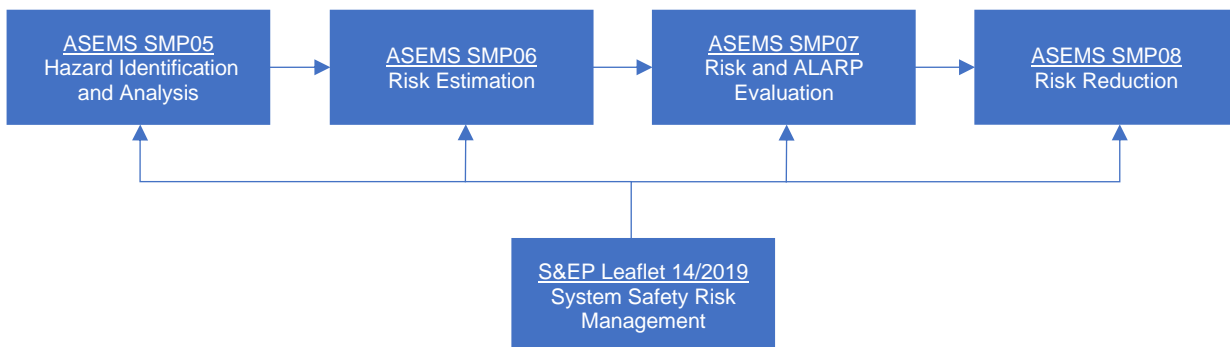 ASEMS SMP05
Hazard Identification
and Analysis
ASEMS SMP06
Risk Estimation
ASEMS SMP07
Risk and ALARP
Evaluation
ASEMS SMP08
Risk Reduction
S&EP Leaflet 14/2019
System Safety Risk
Management